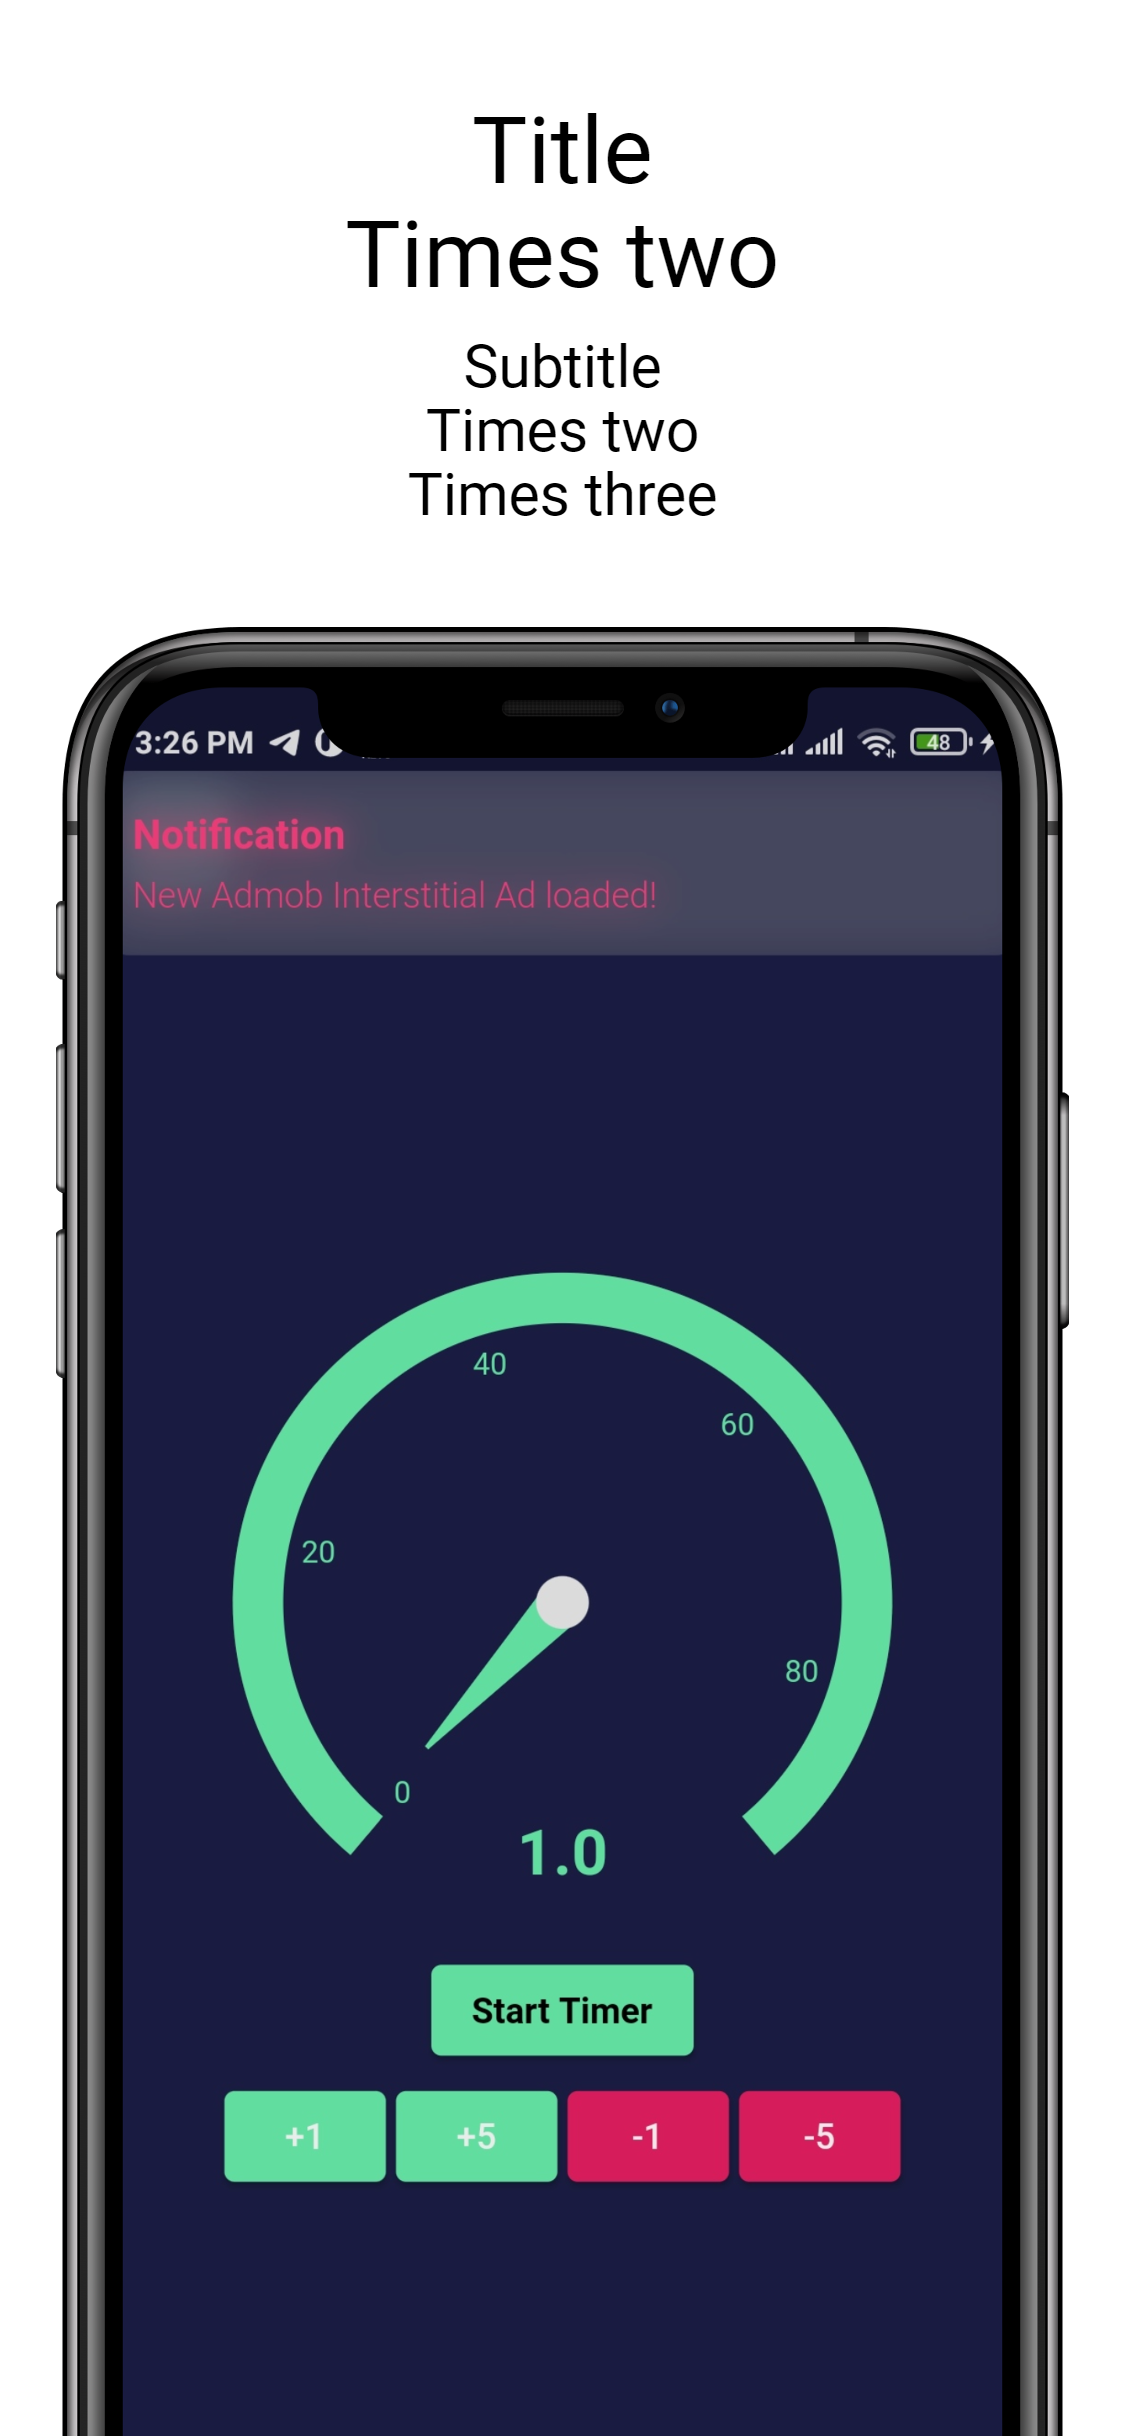 Title
Times two
Subtitle
Times two
Times three
3:26 PM 48
Notification
New Admob Interstitial Ad loaded!
40
60
20
80
0
1.0
Start Timer
+1 +5 -1 -5